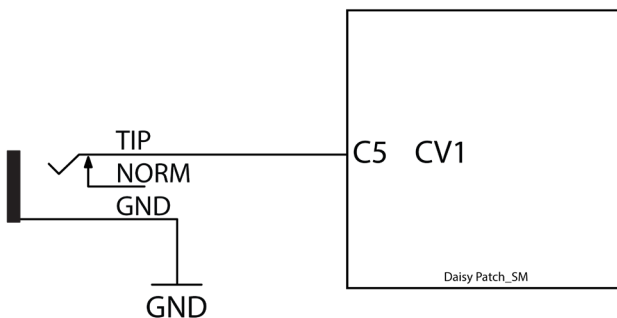 TIP
C5 CV1
NORM
GND
Daisy Patch_SM
GND